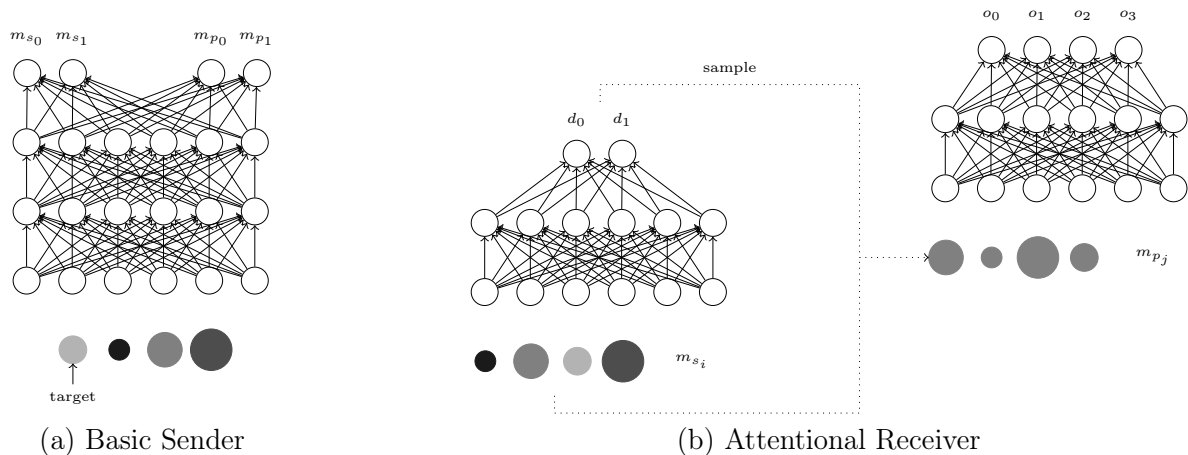 m_{s_0} m_{s_1} m_{p_0} m_{p_1}
target
(a) Basic Sender
o_0 o_1 o_2 o_3
sample
d_0 d_1
m_{p_j}
m_{s_i}
(b) Attentional Receiver